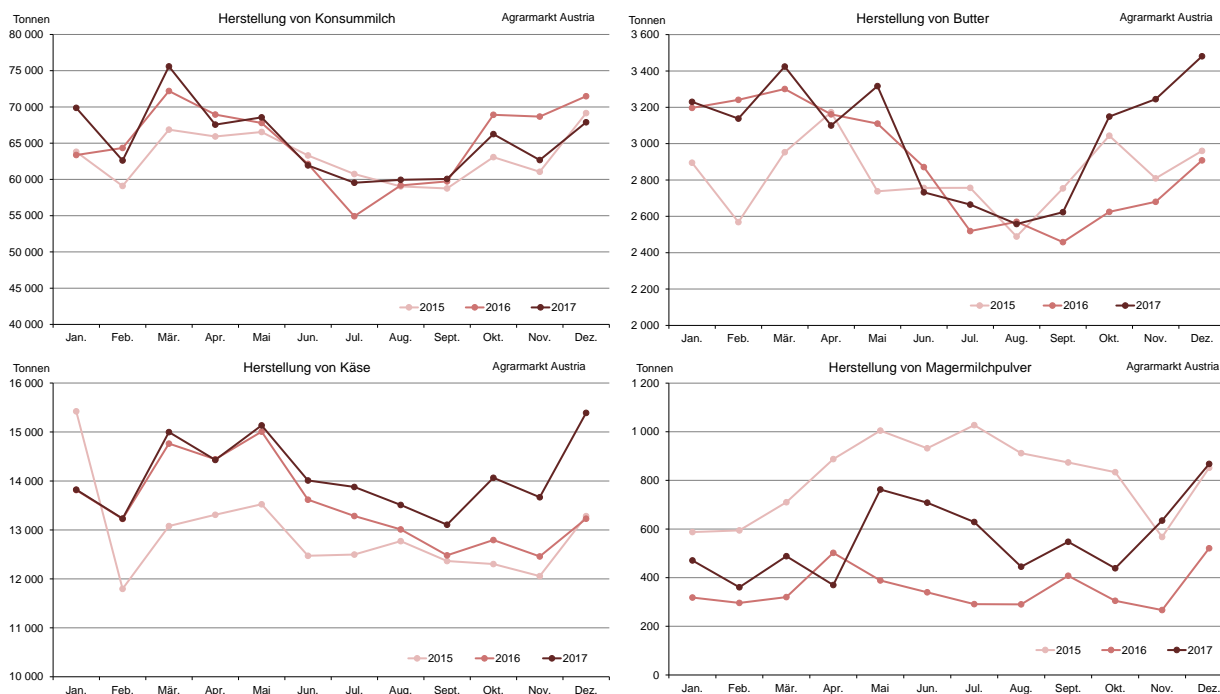 Tonnen Herstellung von Konsummilch Agrarmarkt Austria
80 000
75 000
70 000
65 000
60 000
55 000
50 000
45 000
40 000
2015 2016 2017
Jan. Feb. Mär. Apr. Mai Jun. Jul. Aug. Sept. Okt. Nov. Dez.
Tonnen Herstellung von Butter Agrarmarkt Austria
3 600
3 400
3 200
3 000
2 800
2 600
2 400
2 200
2 000
2015 2016 2017
Jan. Feb. Mär. Apr. Mai Jun. Jul. Aug. Sept. Okt. Nov. Dez.
Tonnen Herstellung von Käse Agrarmarkt Austria
16 000
15 000
14 000
13 000
12 000
11 000
10 000
2015 2016 2017
Jan. Feb. Mär. Apr. Mai Jun. Jul. Aug. Sept. Okt. Nov. Dez.
Tonnen Herstellung von Magermilchpulver Agrarmarkt Austria
1 200
1 000
800
600
400
200
0
2015 2016 2017
Jan. Feb. Mär. Apr. Mai Jun. Jul. Aug. Sept. Okt. Nov. Dez.